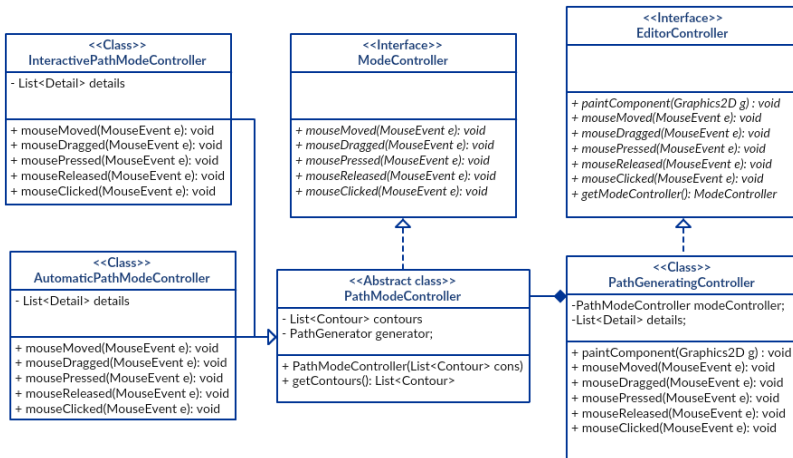 <<Class>>
InteractivePathModeController
- List<Detail> details
+ mouseMoved(MouseEvent e): void
+ mouseDragged(MouseEvent e): void
+ mousePressed(MouseEvent e): void
+ mouseReleased(MouseEvent e): void
+ mouseClicked(MouseEvent e): void
<<Interface>>
ModeController
+ mouseMoved(MouseEvent e): void
+ mouseDragged(MouseEvent e): void
+ mousePressed(MouseEvent e): void
+ mouseReleased(MouseEvent e): void
+ mouseClicked(MouseEvent e): void
<<Interface>>
EditorController
+ paintComponent(Graphics2D g) : void
+ mouseMoved(MouseEvent e): void
+ mouseDragged(MouseEvent e): void
+ mousePressed(MouseEvent e): void
+ mouseReleased(MouseEvent e): void
+ mouseClicked(MouseEvent e): void
+ getModeController(): ModeController
<<Class>>
AutomaticPathModeController
- List<Detail> details
+ mouseMoved(MouseEvent e): void
+ mouseDragged(MouseEvent e): void
+ mousePressed(MouseEvent e): void
+ mouseReleased(MouseEvent e): void
+ mouseClicked(MouseEvent e): void
<<Abstract class>>
PathModeController
- List<Contour> contours
- PathGenerator generator;
+ PathModeController(List<Contour> cons)
+ getContours(): List<Contour>
<<Class>>
PathGeneratingController
-PathModeController modeController;
-List<Detail> details;
+ paintComponent(Graphics2D g) : void
+ mouseMoved(MouseEvent e): void
+ mouseDragged(MouseEvent e): void
+ mousePressed(MouseEvent e): void
+ mouseReleased(MouseEvent e): void
+ mouseClicked(MouseEvent e): void